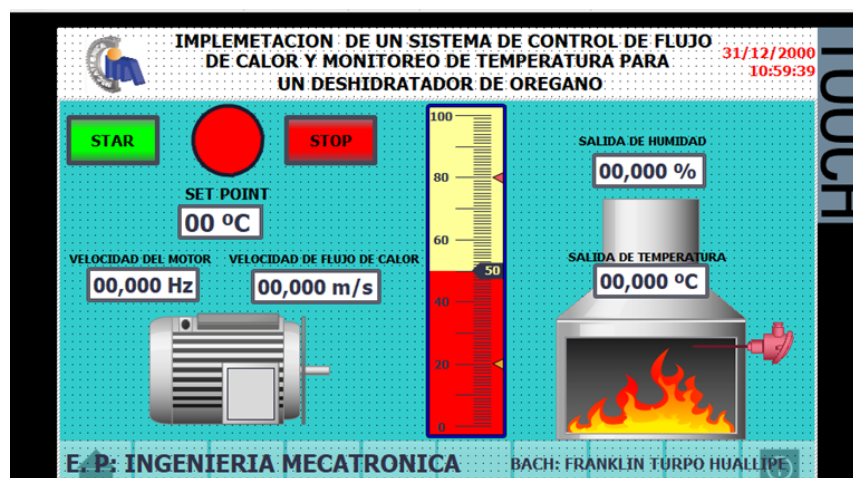 IMPLEMETACION DE UN SISTEMA DE CONTROL DE FLUJO
DE CALOR Y MONITOREO DE TEMPERATURA PARA
UN DESHIDRATADOR DE OREGANO
31/12/2000
10:59:39
TOUCH
STAR
STOP
SET POINT
00 ºC
VELOCIDAD DEL MOTOR
00,000 Hz
VELOCIDAD DE FLUJO DE CALOR
00,000 m/s
100
80
60
50
40
20
0
SALIDA DE HUMIDAD
00,000 %
SALIDA DE TEMPERATURA
00,000 ºC
E. P: INGENIERIA MECATRONICA
BACH: FRANKLIN TURPO HUALLIPE